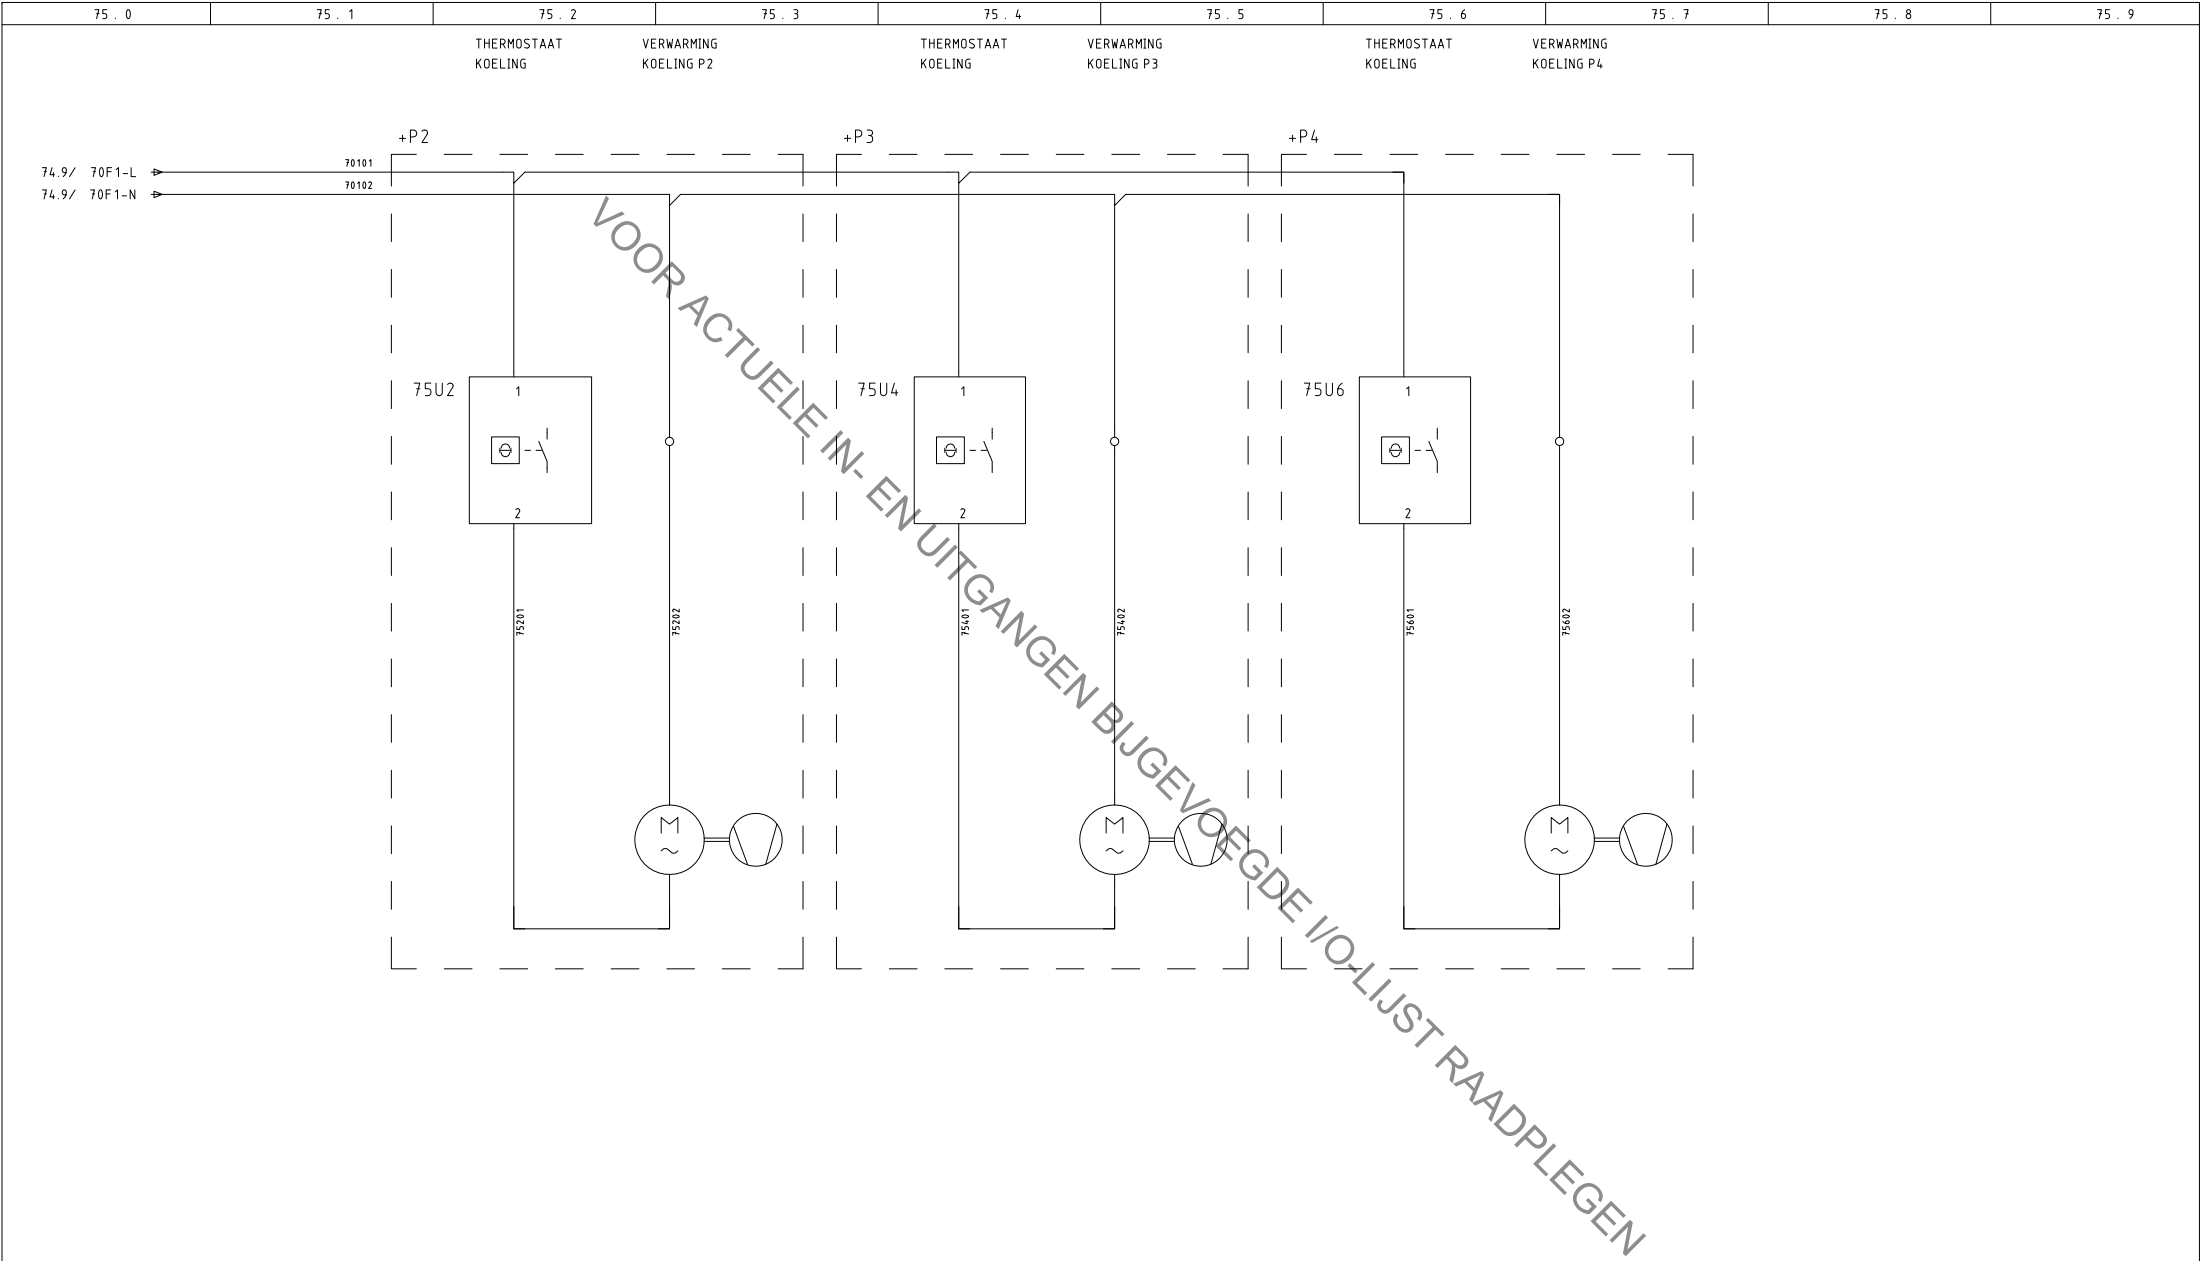 75 . 0
75 . 1
75 . 2
75 . 3
75 . 4
75 . 5
75 . 6
75 . 7
75 . 8
75 . 9
THERMOSTAAT
KOELING
VERWARMING
KOELING P2
THERMOSTAAT
KOELING
VERWARMING
KOELING P3
THERMOSTAAT
KOELING
VERWARMING
KOELING P4
+P2
+P3
+P4
74.9/ 70F1-L
70101
74.9/ 70F1-N
70102
75U2
1
2
75U4
1
2
75U6
1
2
75201
75202
75401
75402
75601
75602
M
~
M
~
M
~
VOOR ACTUELE IN- EN UITGANGEN BIJGEVOEGDE I/O-LIJST RAADPLEGEN